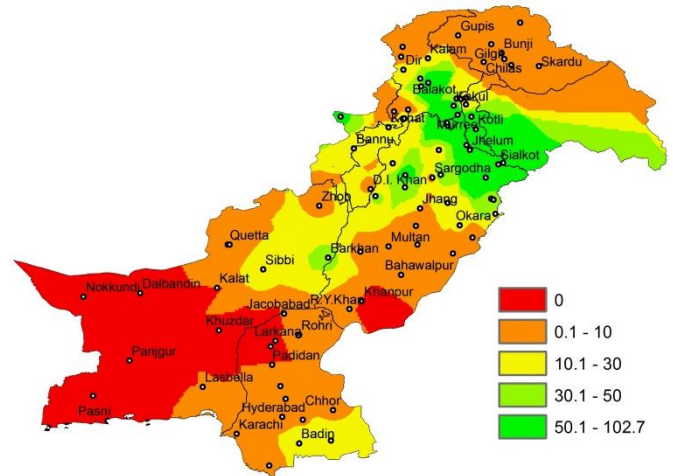 Gupis
Bunji
Kalam
Gilgit
Dir
Skardu
Chilas
Balakot
Kakul
Kotli
Murree
Bannu
Jhelum
Sialkot
Sargodha
D.I. Khan
Zhob
Jhang
Okara
Quetta
Multan
Barkhan
Sibbi
Bahawalpur
Kalat
Dalbandin
Nokkundi
Khanpur
R.Y.Khan
Jacobabad
0
Khuzdar
Rohri
Larkana
0.1 - 10
Panjgur
Padidan
10.1 - 30
Lasbella
30.1 - 50
Pasni
Hyderabad
Chhor
Karachi
50.1 - 102.7
Badin